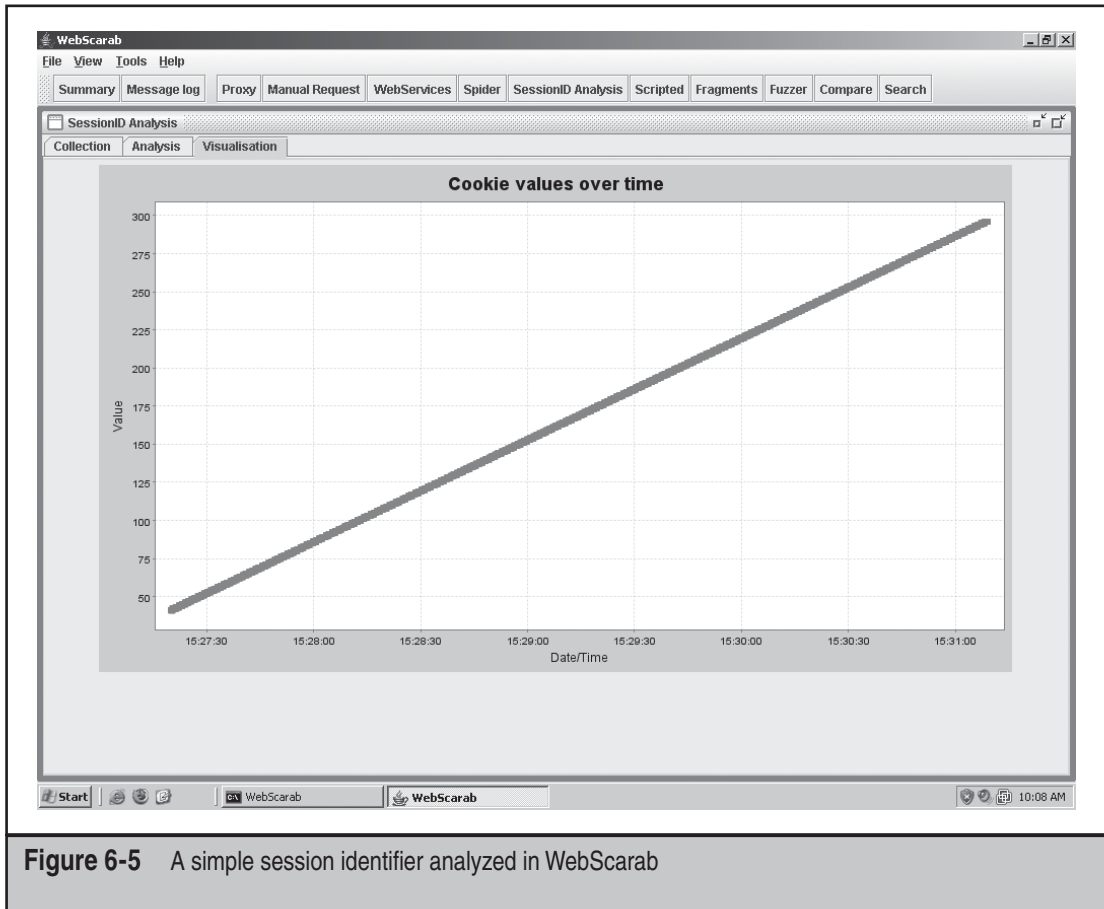 WebScarab
File View Tools Help
Summary Message log Proxy Manual Request WebServices Spider SessionID Analysis Scripted Fragments Fuzzer Compare Search
SessionID Analysis
Collection Analysis Visualisation
Cookie values over time
300
275
250
225
200
175
150
125
100
75
50
Value
15:27:30 15:28:00 15:28:30 15:29:00 15:29:30 15:30:00 15:30:30 15:31:00
Date/Time
Start WebScarab WebScarab 10:08 AM
Figure 6-5 A simple session identifier analyzed in WebScarab